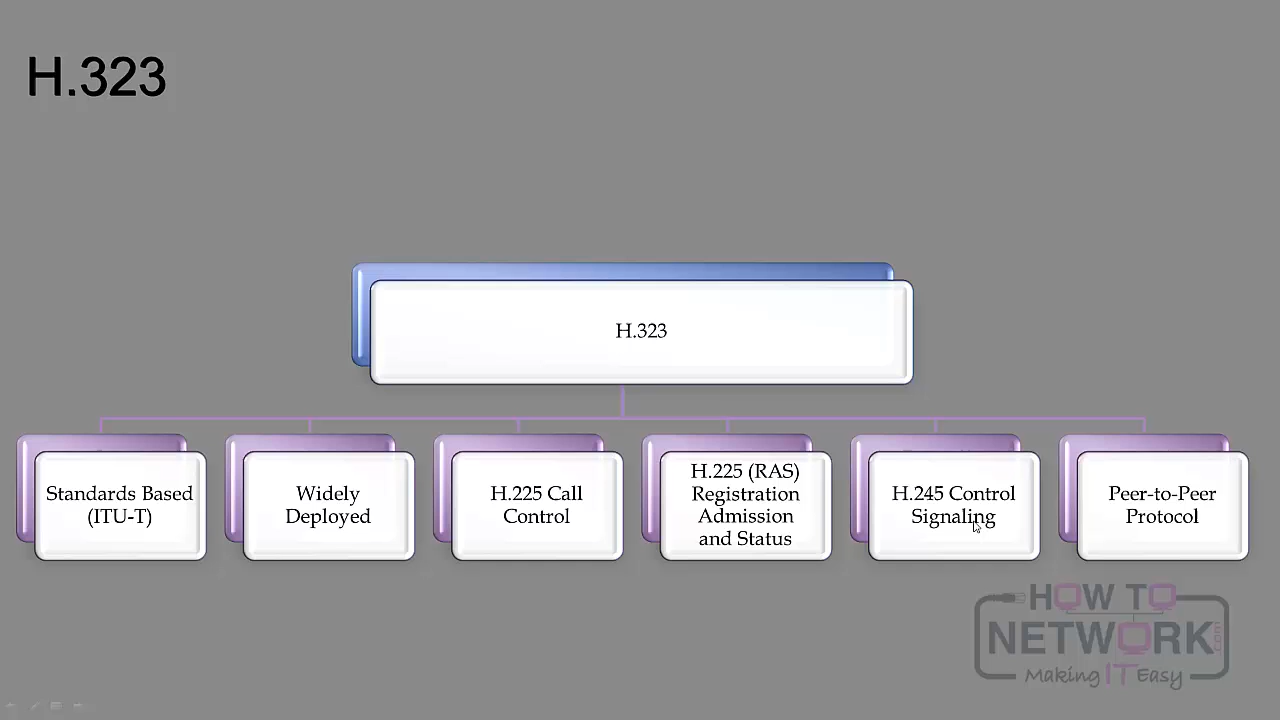 H.323
H.323
Standards Based
(ITU-T)
Widely
Deployed
H.225 Call
Control
H.225 (RAS)
Registration
Admission
and Status
H.245 Control
Signaling
Peer-to-Peer
Protocol
HOW TO
NETWORK.com
Making IT Easy